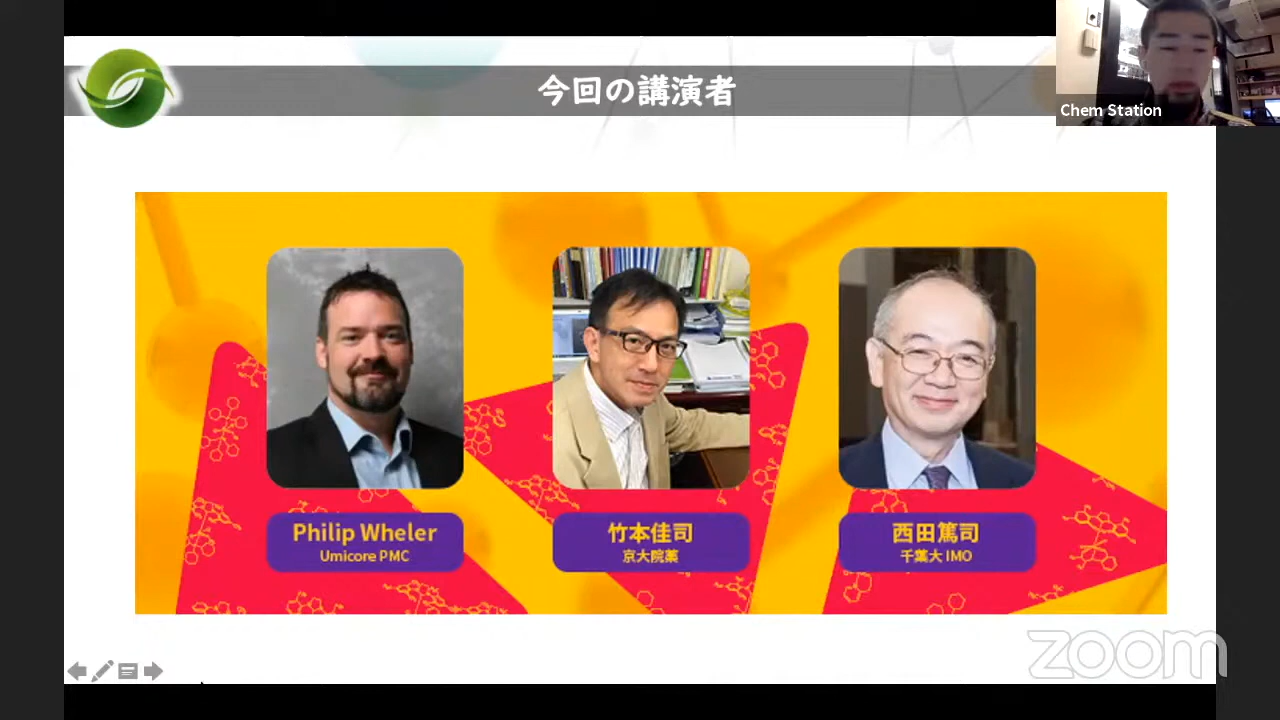 今回の講演者
Chem Station
Philip Wheler
Umicore PMC
竹本佳司
京大院薬
西田篤司
千葉大 IMO
zoom